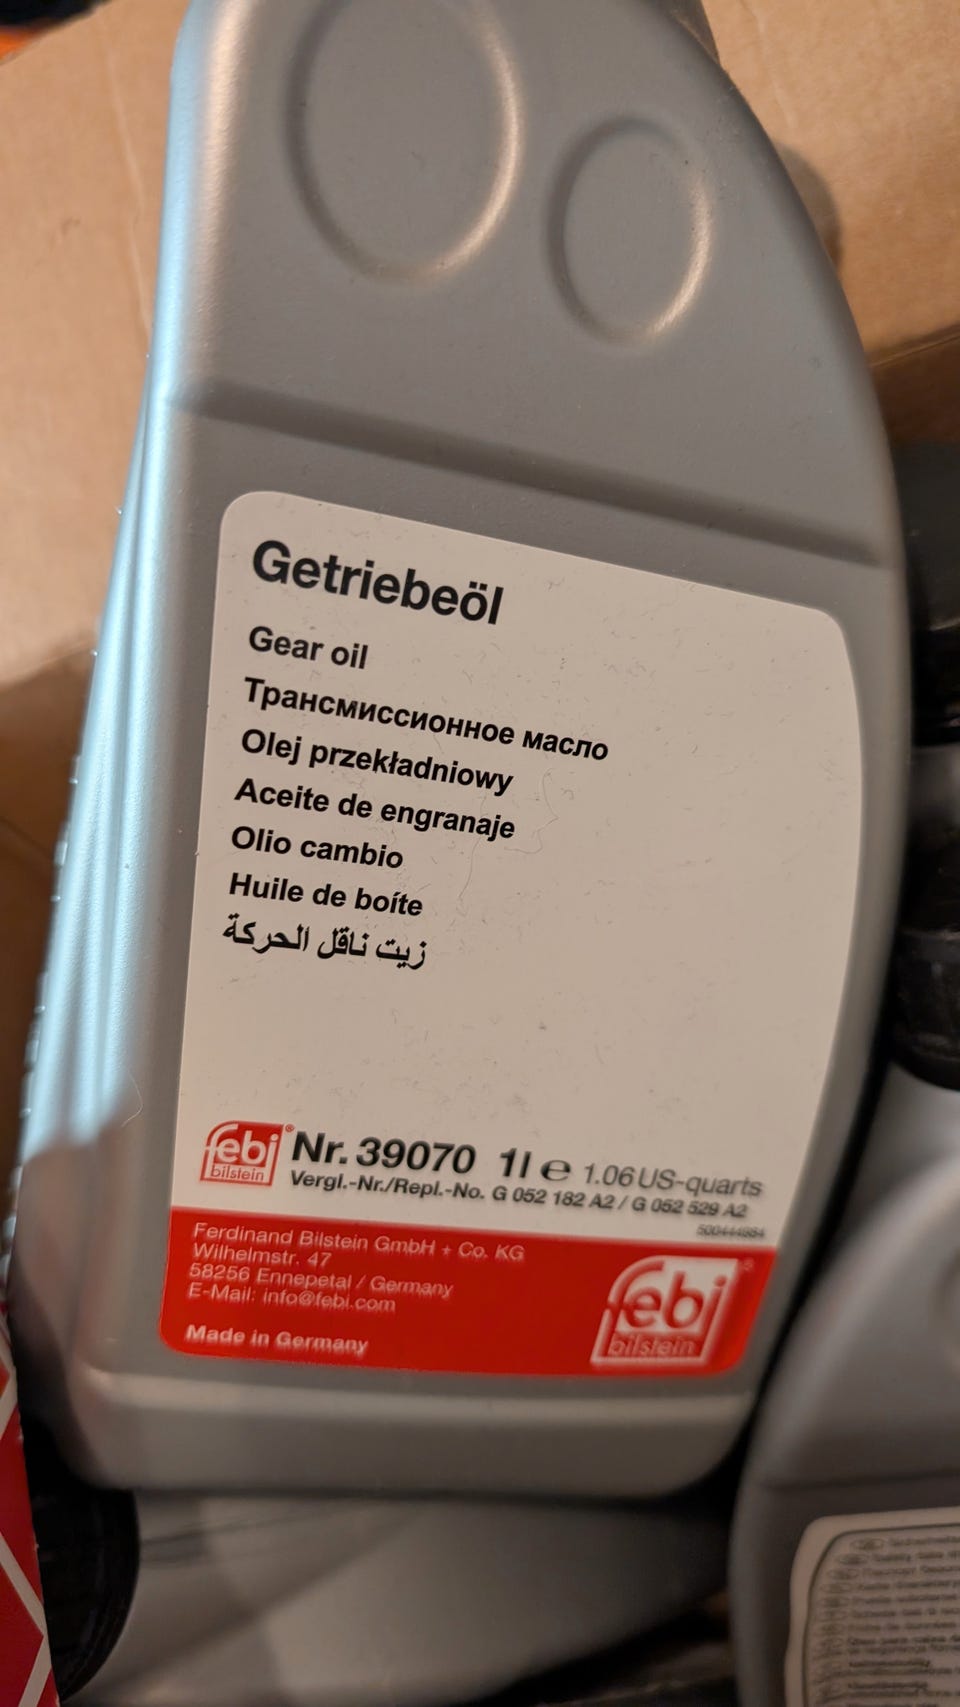 Getriebeöl
Gear oil
Трансмиссионное масло
Olej przekładniowy
Aceite de engranaje
Olio cambio
Huile de boíte
زيت ناقل الحركة
febi® Nr. 39070 1l ℮ 1.06 US-quarts
bilstein
Vergl.-Nr./Repl.-No. G 052 182 A2 / G 052 529 A2
500444984
Ferdinand Bilstein GmbH + Co. KG
Wilhelmstr. 47
58256 Ennepetal / Germany
E-Mail: info@febi.com
Made in Germany
febi®
bilstein